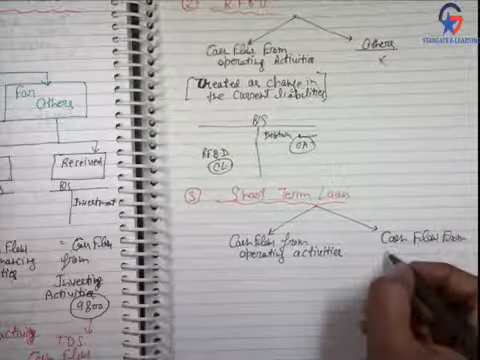 ② R.F.B.D.
Cash Flow From
operating Activities
Others
×
Treated as change in
the Current liabilities
B/S
Debtors
CA
R.F.B.D
CL
③ Short Term Loan
Cash Flow from
operating activities
Cash Flow From
For
Others
Received
B/S
Investment
Flow
= Cash Flow
from
Investing
Activities
9800
T.D.S.
Cash Flow
STARGATE E-LEARNING